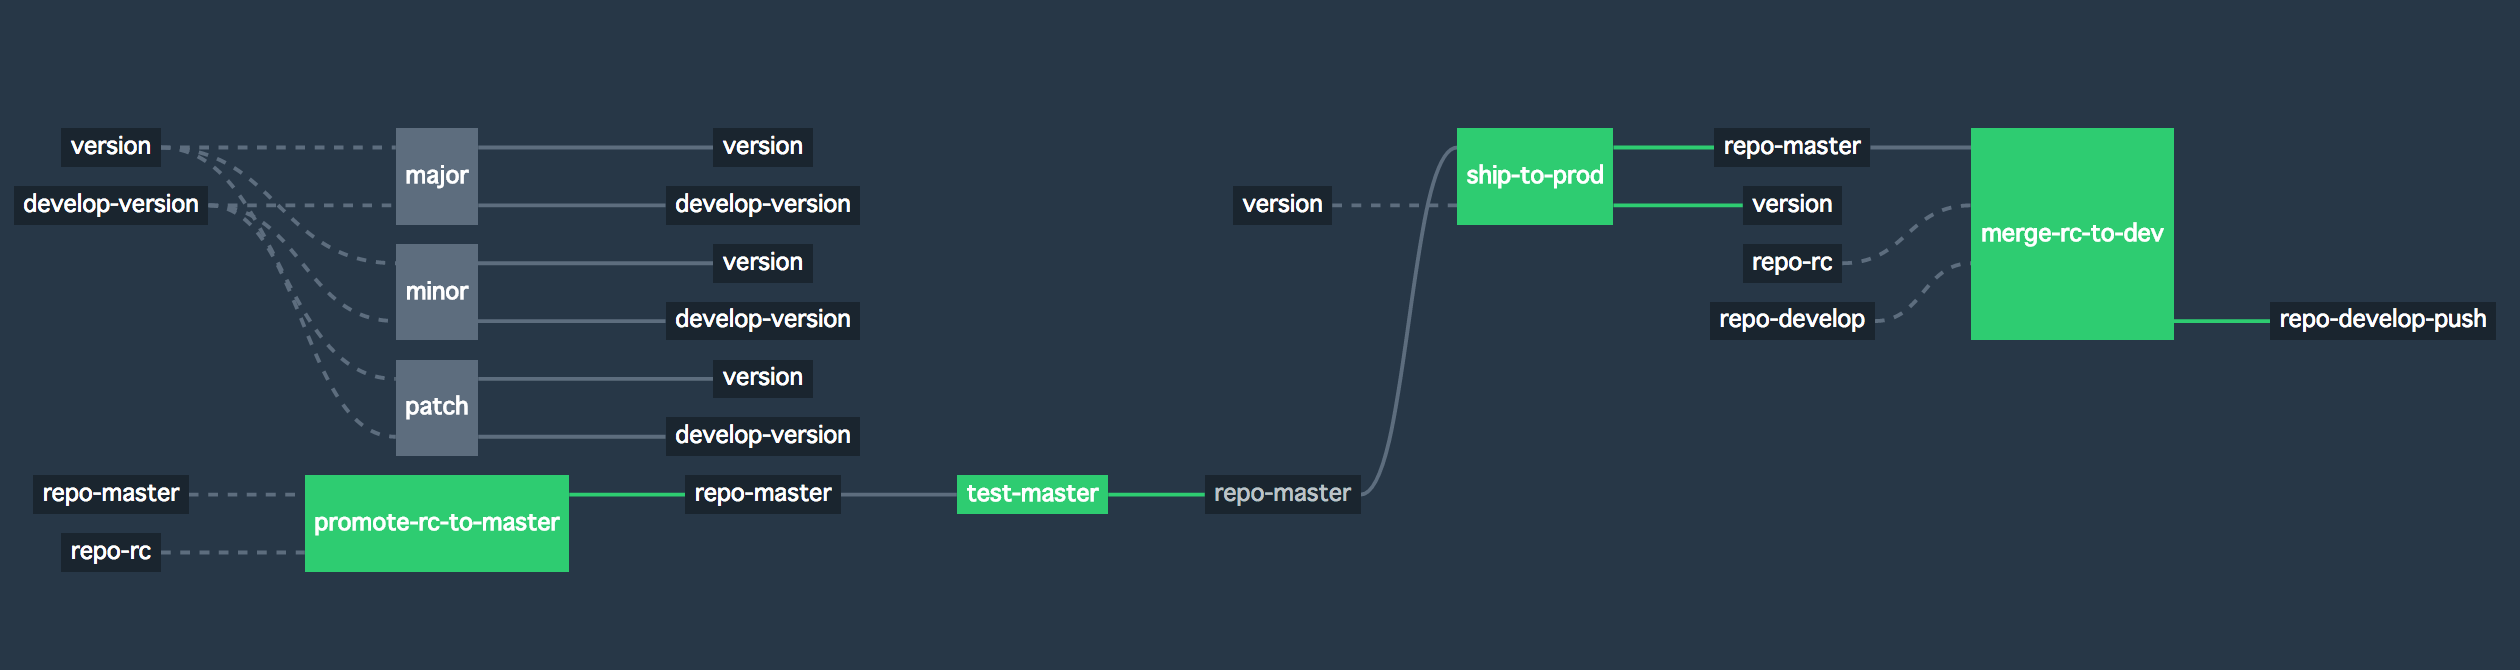 version
develop-version
major
version
develop-version
minor
version
develop-version
patch
version
develop-version
repo-master
repo-rc
promote-rc-to-master
repo-master
test-master
repo-master
version
ship-to-prod
repo-master
version
repo-rc
repo-develop
merge-rc-to-dev
repo-develop-push